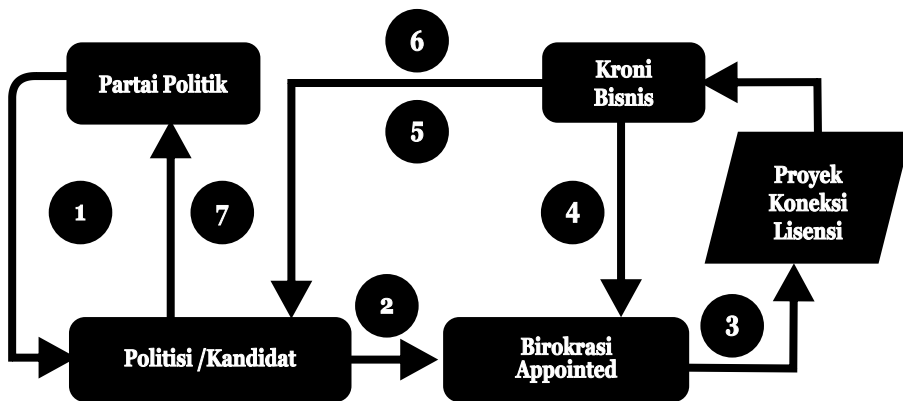 6
Partai Politik
Kroni
Bisnis
5
Proyek
Koneksi
Lisensi
1
7
4
2
3
Politisi /Kandidat
Birokrasi
Appointed